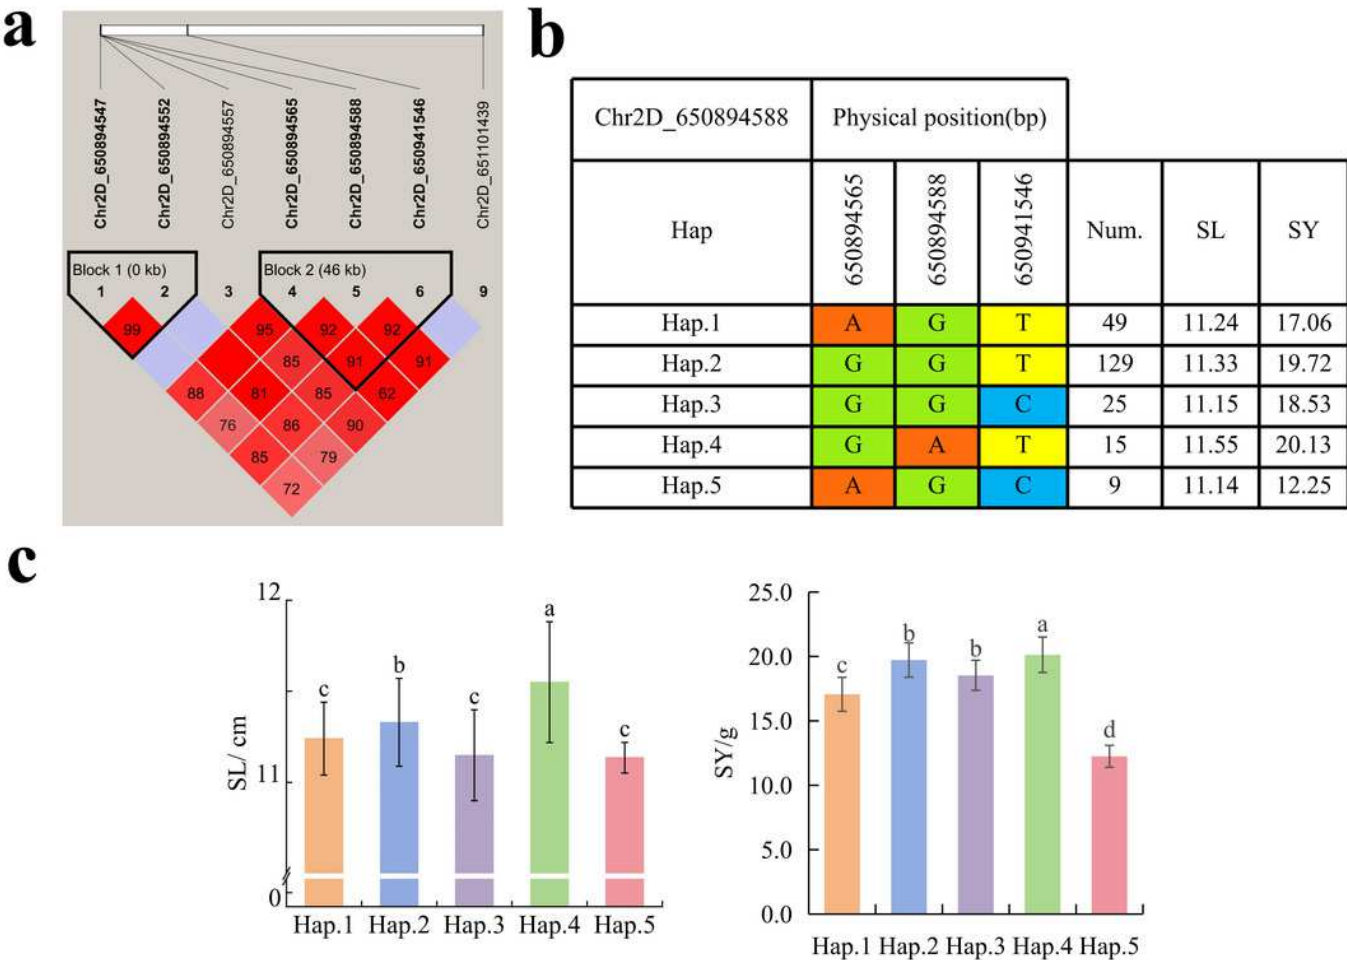 a
Chr2D_650894547
Chr2D_650894552
Chr2D_650894557
Chr2D_650894565
Chr2D_650894588
Chr2D_650941546
Chr2D_651101439
Block 1 (0 kb)
Block 2 (46 kb)
1 2 3 4 5 6 9
99 95 92 92
85 91 91
88 81 85 62
76 86 90
85 79
72
b
Chr2D_650894588 Physical position(bp)
Hap 650894565 650894588 650941546 Num. SL SY
Hap.1 A G T 49 11.24 17.06
Hap.2 G G T 129 11.33 19.72
Hap.3 G G C 25 11.15 18.53
Hap.4 G A T 15 11.55 20.13
Hap.5 A G C 9 11.14 12.25
c
SL/ cm
12
11
0
c b c a c
Hap.1 Hap.2 Hap.3 Hap.4 Hap.5
SY/g
25.0
20.0
15.0
10.0
5.0
0.0
c b b a d
Hap.1 Hap.2 Hap.3 Hap.4 Hap.5